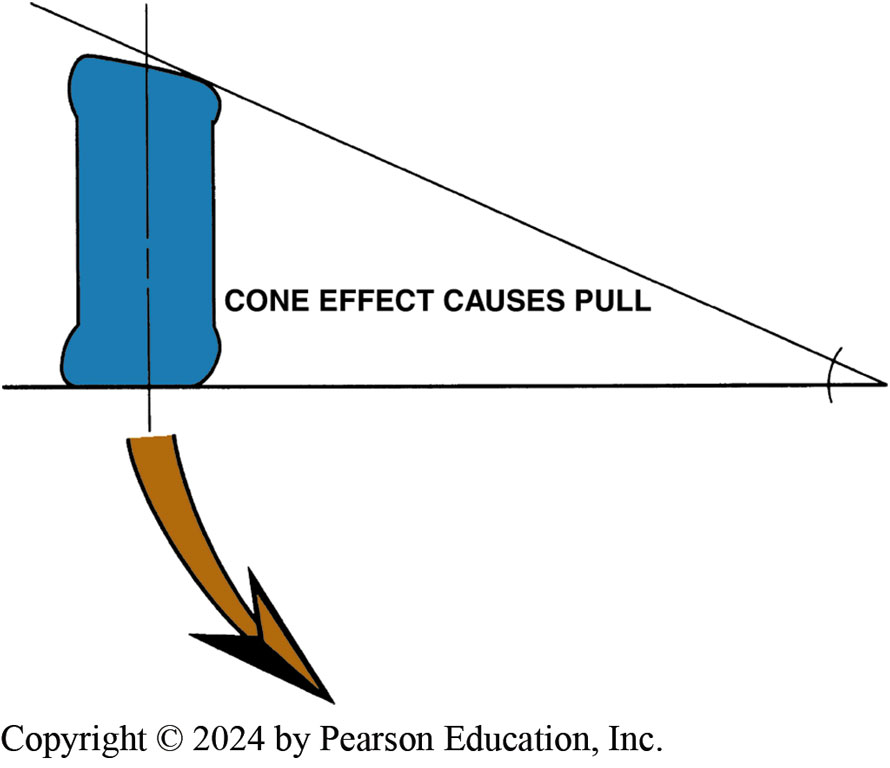 CONE EFFECT CAUSES PULL
Copyright © 2024 by Pearson Education, Inc.